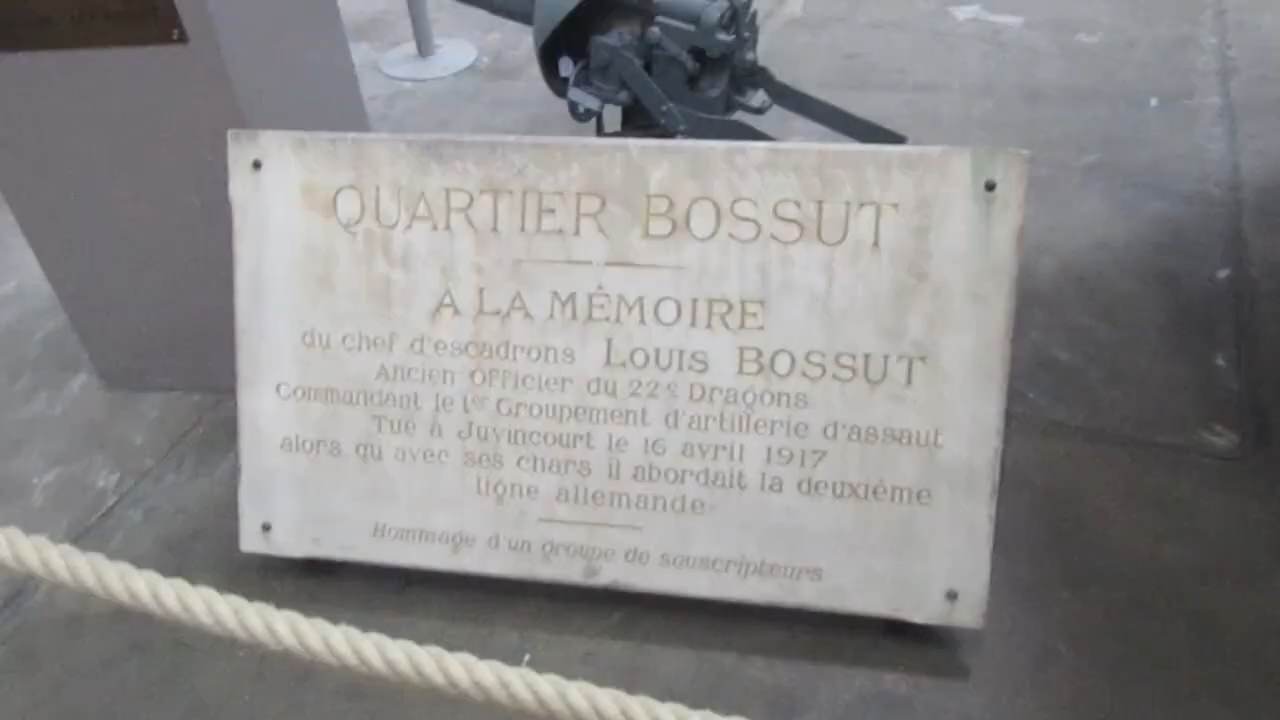 QUARTIER BOSSUT
A LA MÉMOIRE
du chef d'escadrons LOUIS BOSSUT
Ancien Officier du 22e Dragons
Commandant le 1er Groupement d'artillerie d'assaut
Tué à Juvincourt le 16 avril 1917
alors qu'avec ses chars il abordait la deuxième
ligne allemande
Hommage d'un groupe de souscripteurs